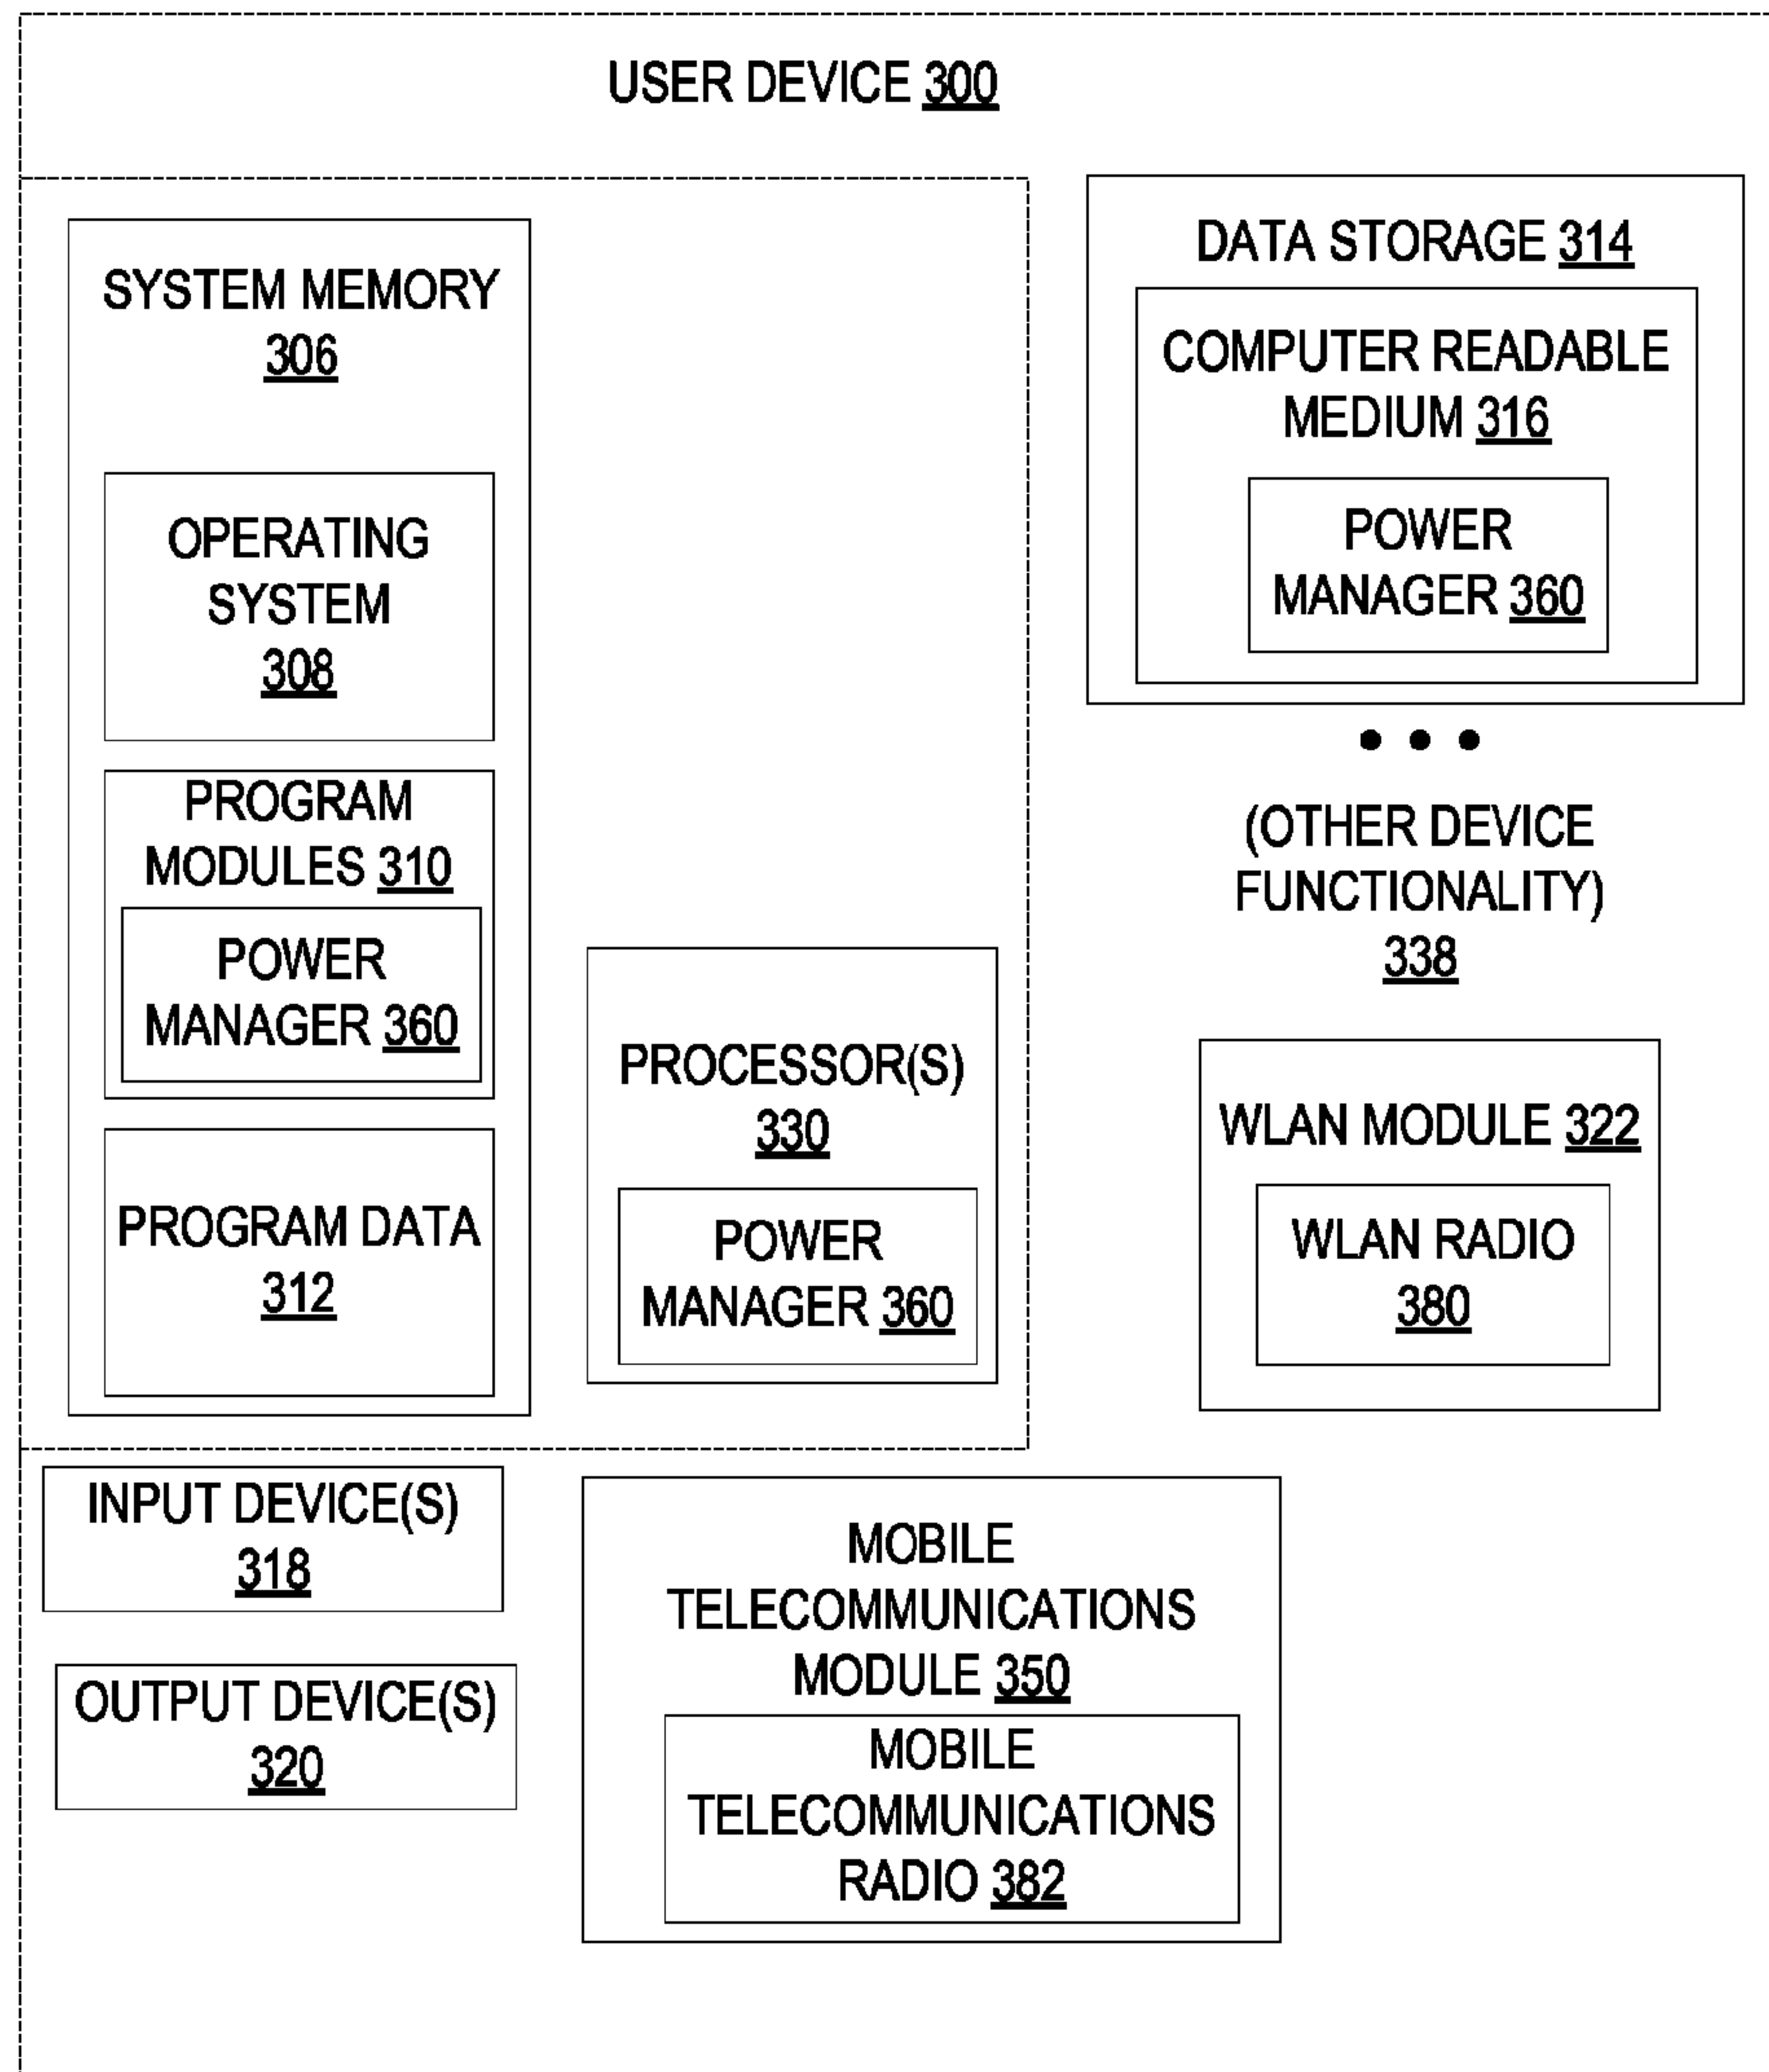 USER DEVICE 300
SYSTEM MEMORY
306
OPERATING
SYSTEM
308
PROGRAM
MODULES 310
POWER
MANAGER 360
PROGRAM DATA
312
PROCESSOR(S)
330
POWER
MANAGER 360
DATA STORAGE 314
COMPUTER READABLE
MEDIUM 316
POWER
MANAGER 360
(OTHER DEVICE
FUNCTIONALITY)
338
WLAN MODULE 322
WLAN RADIO
380
INPUT DEVICE(S)
318
OUTPUT DEVICE(S)
320
MOBILE
TELECOMMUNICATIONS
MODULE 350
MOBILE
TELECOMMUNICATIONS
RADIO 382